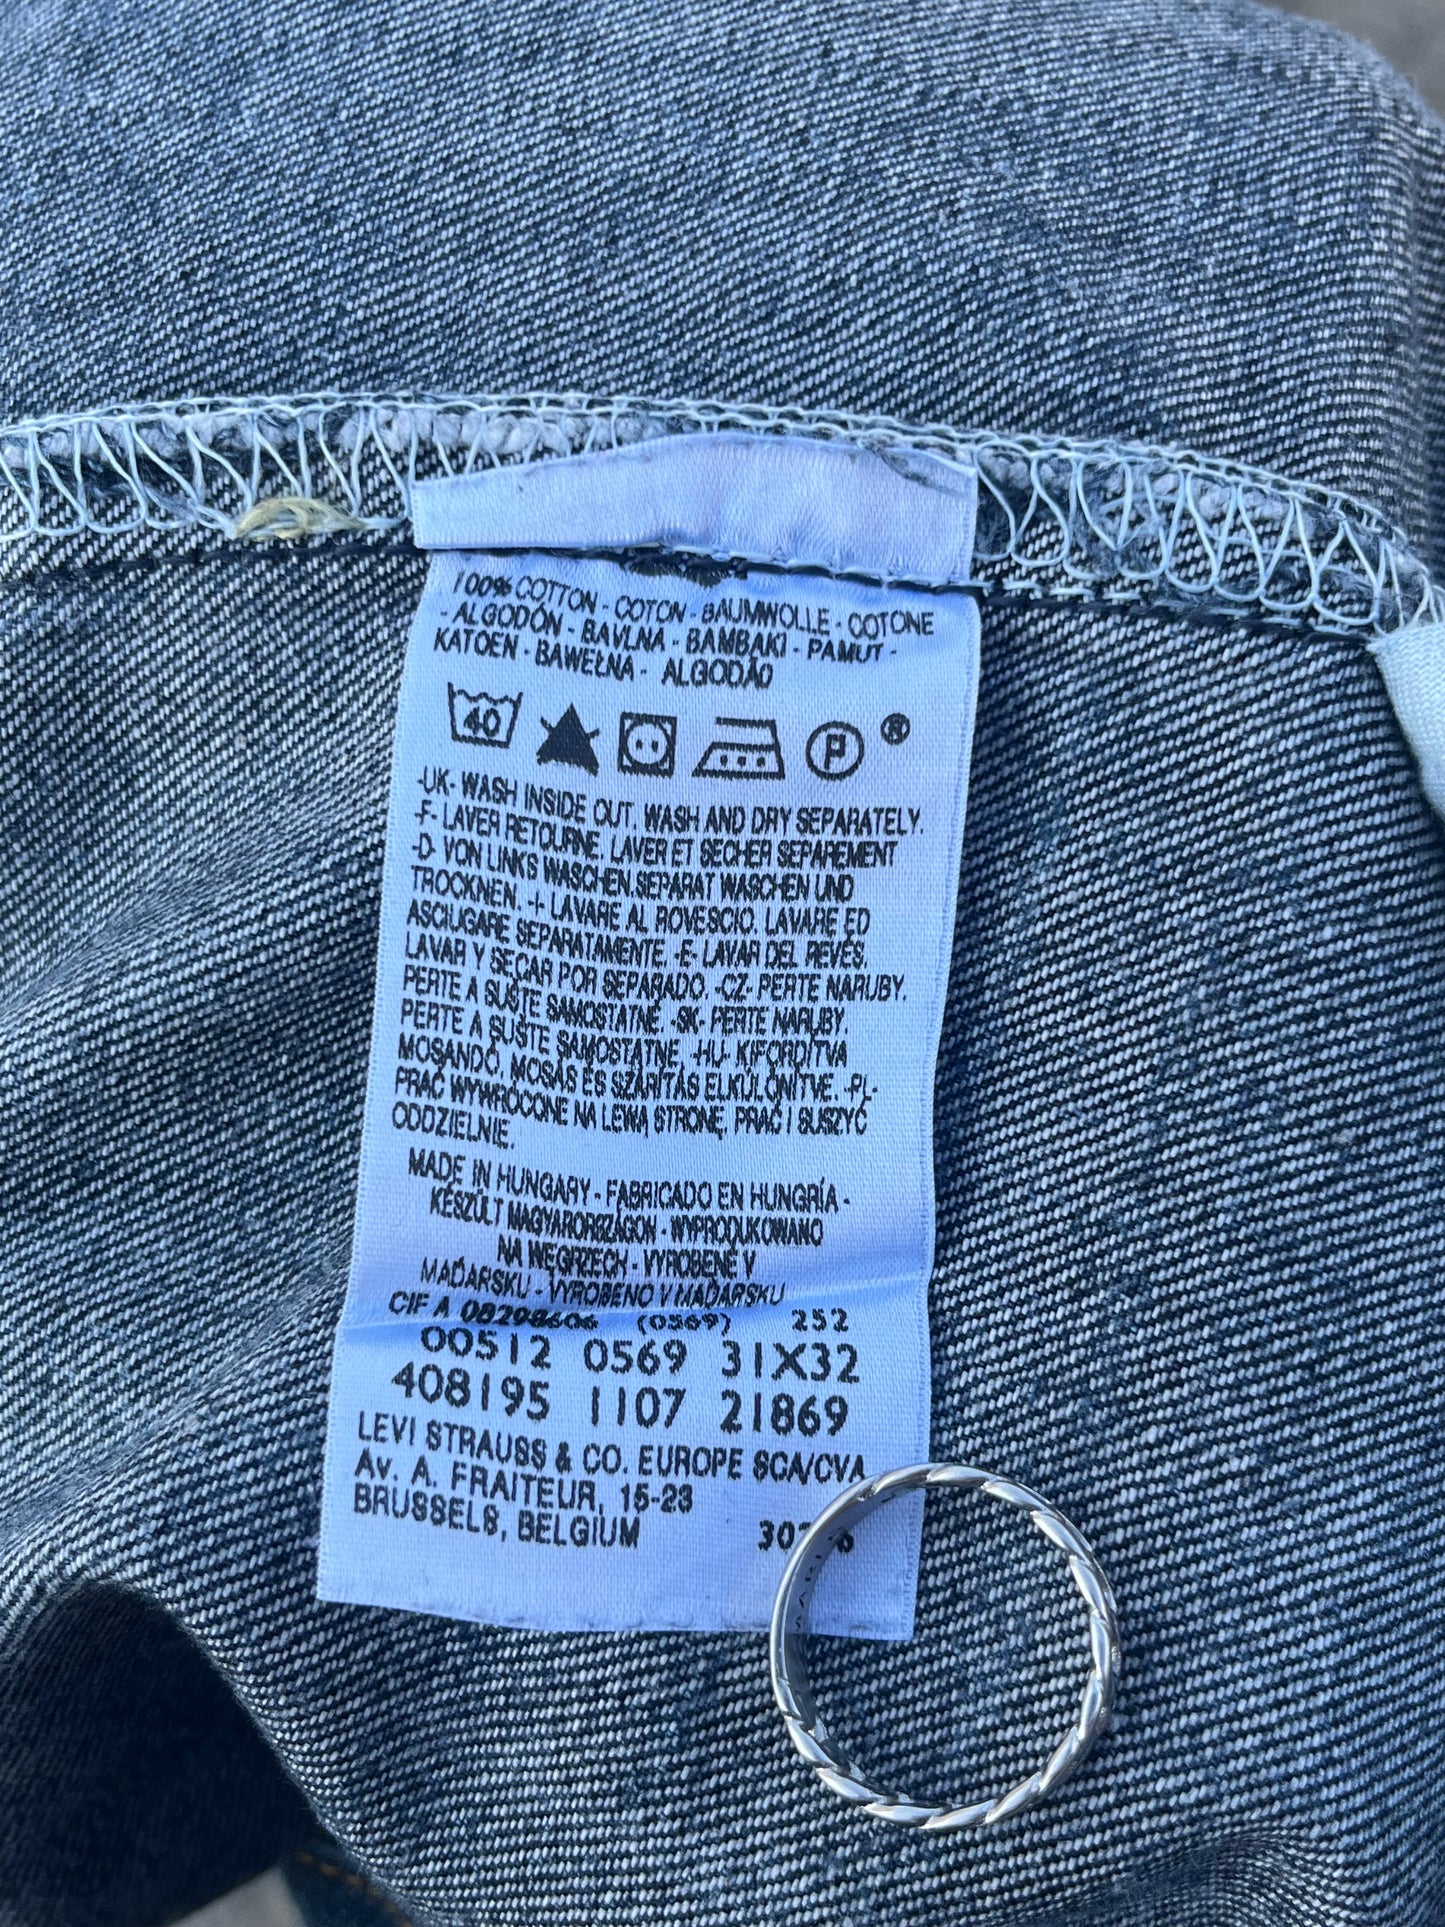 100% COTTON - COTON - BAUMWOLLE - COTONE
- ALGODÓN - BAVLNA - BAMBAKI - PAMUT -
KATOEN - BAWEŁNA - ALGODÃO
40 P ®
-UK- WASH INSIDE OUT. WASH AND DRY SEPARATELY.
-F- LAVER RETOURNE. LAVER ET SECHER SEPAREMENT
-D- VON LINKS WASCHEN.SEPARAT WASCHEN UND
TROCKNEN. -I- LAVARE AL ROVESCIO. LAVARE ED
ASCIUGARE SEPARATAMENTE. -E- LAVAR DEL REVÉS.
LAVAR Y SECAR POR SEPARADO. -CZ- PERTE NARUBY.
PERTE A SUŠTE SAMOSTATNĚ. -SK- PERTE NARUBY.
PERTE A SUŠTE SAMOSTATNE. -HU- KIFORDÍTVA
MOSANDÓ, MOSÁS ÉS SZÁRÍTÁS ELKÜLÖNÍTVE. -PL-
PRAĆ WYWRÓCONE NA LEWĄ STRONĘ, PRAĆ I SUSZYĆ
ODDZIELNIE.
MADE IN HUNGARY - FABRICADO EN HUNGRÍA -
KÉSZÜLT MAGYARORSZÁGON - WYPRODUKOWANO
NA WĘGRZECH - VYROBENÉ V
MAĎARSKU - VYROBENO V MAĎARSKU
CIF A 08298606 (0569) 252
00512 0569 31X32
408195 1107 21869
LEVI STRAUSS & CO. EUROPE SCA/CVA
AV. A. FRAITEUR, 15-23
BRUSSELS, BELGIUM